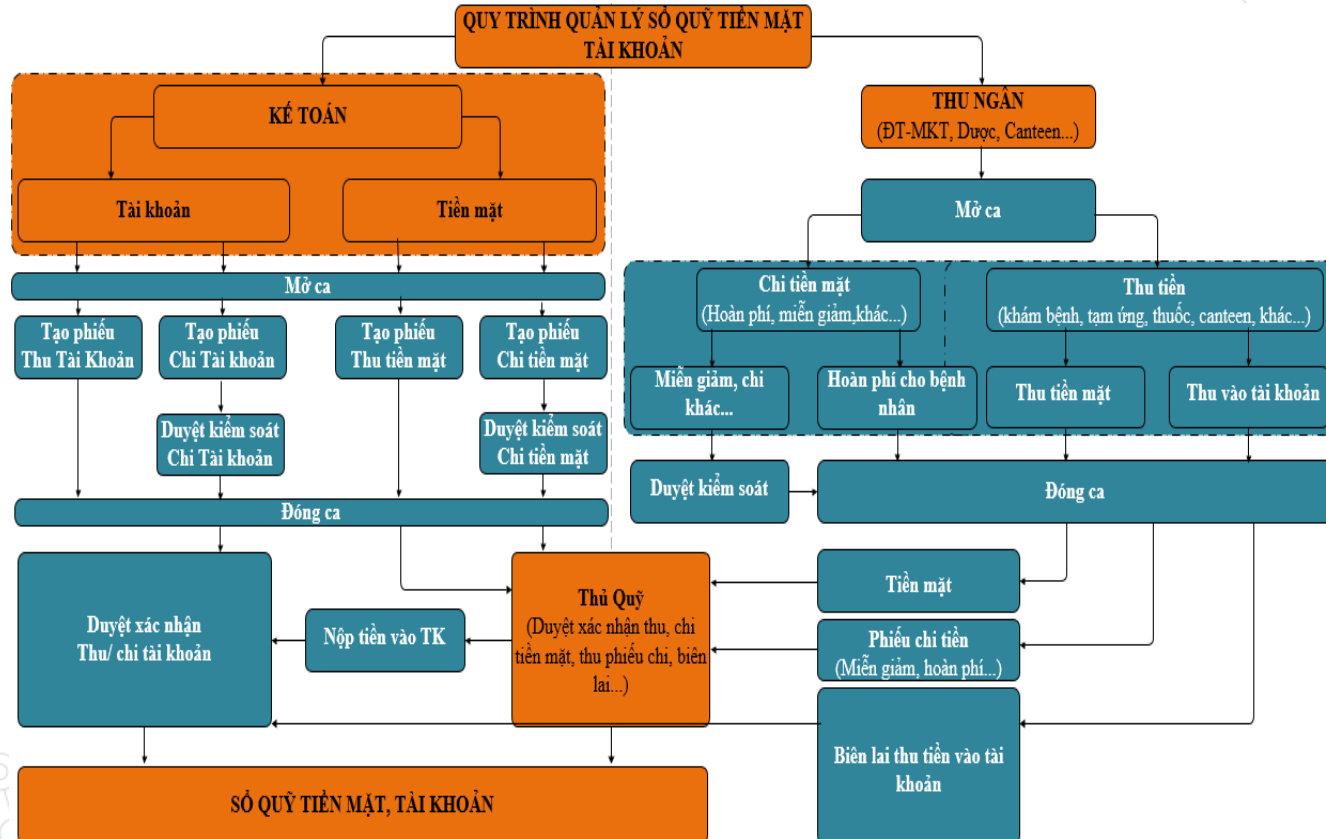 QUY TRÌNH QUẢN LÝ SỔ QUỸ TIỀN MẶT
TÀI KHOẢN
KẾ TOÁN
Tài khoản
Tiền mặt
Mở ca
Tạo phiếu
Thu Tài Khoản
Tạo phiếu
Chi Tài khoản
Tạo phiếu
Thu tiền mặt
Tạo phiếu
Chi tiền mặt
Duyệt kiểm soát
Chi Tài khoản
Duyệt kiểm soát
Chi tiền mặt
Đóng ca
THU NGÂN
(ĐT-MKT, Dược, Canteen...)
Mở ca
Chi tiền mặt
(Hoàn phí, miễn giảm,khác...)
Thu tiền
(khám bệnh, tạm ứng, thuốc, canteen, khác...)
Miễn giảm, chi
khác...
Hoàn phí cho bệnh
nhân
Thu tiền mặt
Thu vào tài khoản
Duyệt kiểm soát
Đóng ca
Duyệt xác nhận
Thu/ chi tài khoản
Nộp tiền vào TK
Thủ Quỹ
(Duyệt xác nhận thu, chi
tiền mặt, thu phiếu chi, biên
lai...)
Tiền mặt
Phiếu chi tiền
(Miễn giảm, hoàn phí...)
Biên lai thu tiền vào tài
khoản
SỔ QUỸ TIỀN MẶT, TÀI KHOẢN